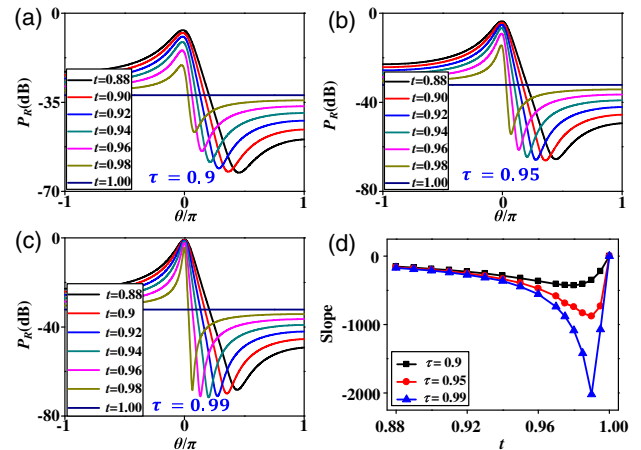 (a)
0
-35
-70
P_R(dB)
t=0.88
t=0.90
t=0.92
t=0.94
t=0.96
t=0.98
t=1.00
τ = 0.9
-1 0 1
θ/π
(b)
0
-40
-80
P_R(dB)
t=0.88
t=0.90
t=0.92
t=0.94
t=0.96
t=0.98
t=1.00
τ = 0.95
-1 0 1
θ/π
(c)
0
-40
-80
P_R(dB)
t=0.88
t=0.9
t=0.92
t=0.94
t=0.96
t=0.98
t=1.00
τ = 0.99
-1 0 1
θ/π
(d)
0
-1000
-2000
Slope
τ = 0.9
τ = 0.95
τ = 0.99
0.88 0.92 0.96 1.00
t